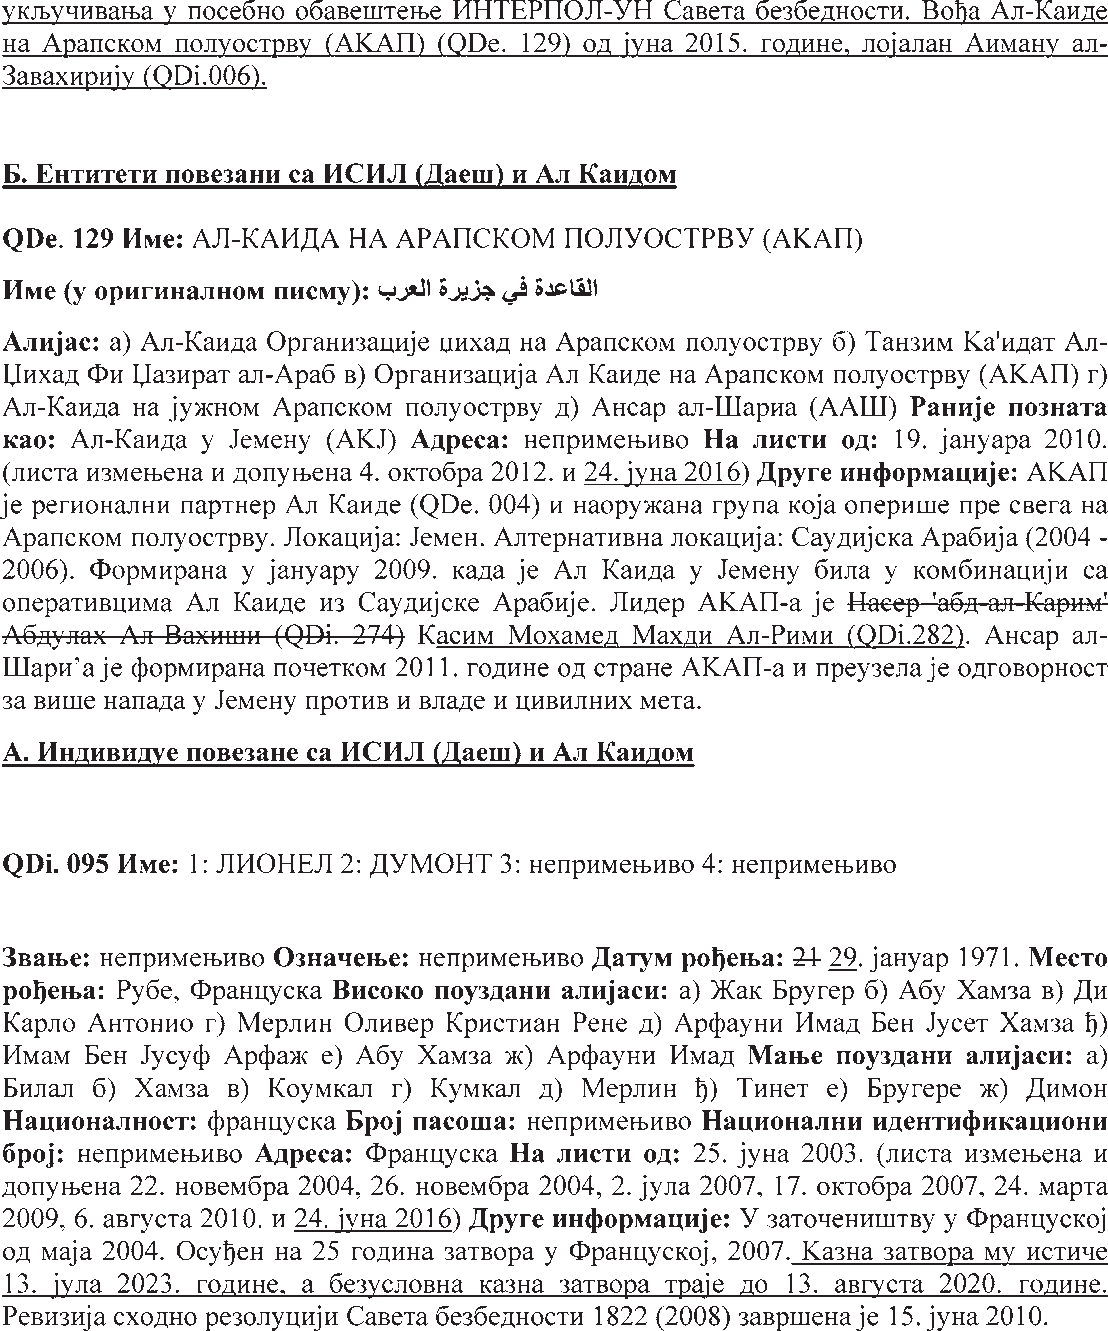 укључивања у посебно обавештење ИНТЕРПОЛ-УН Савета безбедности. Вођа Ал-Каиде
на Арапском полуострву (АКАП) (QDe. 129) од јуна 2015. године, лојалан Аиману ал-
Завахирију (QDi.006).
Б. Ентитети повезани са ИСИЛ (Даеш) и Ал Каидом
QDe. 129 Име: АЛ-КАИДА НА АРАПСКОМ ПОЛУОСТРВУ (АКАП)
Име (у оригиналном писму): القاعدة في جزيرة العرب
Алијас: а) Ал-Каида Организације џихад на Арапском полуострву б) Танзим Ка'идат Ал-
Џихад Фи Џазират ал-Араб в) Организација Ал Каиде на Арапском полуострву (АКАП) г)
Ал-Каида на јужном Арапском полуострву д) Ансар ал-Шариа (ААШ) Раније позната
као: Ал-Каида у Јемену (АКЈ) Адреса: непримењиво На листи од: 19. јануара 2010.
(листа измењена и допуњена 4. октобра 2012. и 24. јуна 2016) Друге информације: АКАП
је регионални партнер Ал Каиде (QDe. 004) и наоружана група која оперише пре свега на
Арапском полуострву. Локација: Јемен. Алтернативна локација: Саудијска Арабија (2004 -
2006). Формирана у јануару 2009. када је Ал Каида у Јемену била у комбинацији са
оперативцима Ал Каиде из Саудијске Арабије. Лидер АКАП-а је Насер 'абд-ал-Карим'
Абдулах Ал-Вахиши (QDi. 274) Касим Мохамед Махди Ал-Рими (QDi.282). Ансар ал-
Шари’а је формирана почетком 2011. године од стране АКАП-а и преузела је одговорност
за више напада у Јемену против и владе и цивилних мета.
А. Индивидуе повезане са ИСИЛ (Даеш) и Ал Каидом
QDi. 095 Име: 1: ЛИОНЕЛ 2: ДУМОНТ 3: непримењиво 4: непримењиво
Звање: непримењиво Означење: непримењиво Датум рођења: 21 29. јануар 1971. Место
рођења: Рубе, Француска Високо поуздани алијаси: а) Жак Бругер б) Абу Хамза в) Ди
Карло Антонио г) Мерлин Оливер Кристиан Рене д) Арфауни Имад Бен Јусет Хамза ђ)
Имам Бен Јусуф Арфаж е) Абу Хамза ж) Арфауни Имад Мање поуздани алијаси: а)
Билал б) Хамза в) Коумкал г) Кумкал д) Мерлин ђ) Тинет е) Бругере ж) Димон
Националност: француска Број пасоша: непримењиво Национални идентификациони
број: непримењиво Адреса: Француска На листи од: 25. јуна 2003. (листа измењена и
допуњена 22. новембра 2004, 26. новембра 2004, 2. јула 2007, 17. октобра 2007, 24. марта
2009, 6. августа 2010. и 24. јуна 2016) Друге информације: У заточеништву у Француској
од маја 2004. Осуђен на 25 година затвора у Француској, 2007. Казна затвора му истиче
13. јула 2023. године, а безусловна казна затвора траје до 13. августа 2020. године.
Ревизија сходно резолуцији Савета безбедности 1822 (2008) завршена је 15. јуна 2010.